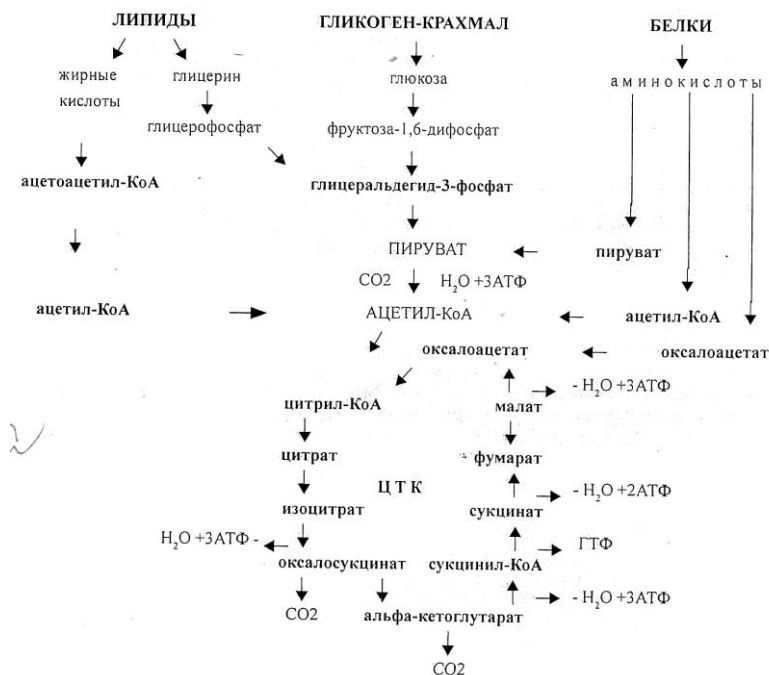 ЛИПИДЫ ГЛИКОГЕН-КРАХМАЛ БЕЛКИ
жирные глицерин глюкоза аминокислоты
кислоты
глицерофосфат фруктоза-1,6-дифосфат
ацетоацетил-КоА глицеральдегид-3-фосфат
ПИРУВАТ пируват
CO2 H2O +3АТФ
ацетил-КоА АЦЕТИЛ-КоА ацетил-КоА
оксалоацетат оксалоацетат
- H2O +3АТФ
цитрил-КоА малат
цитрат фумарат
ЦТК
- H2O +2АТФ
изоцитрат сукцинат
H2O +3АТФ - ГТФ
оксалосукцинат сукцинил-КоА
- H2O +3АТФ
CO2 альфа-кетоглутарат
CO2